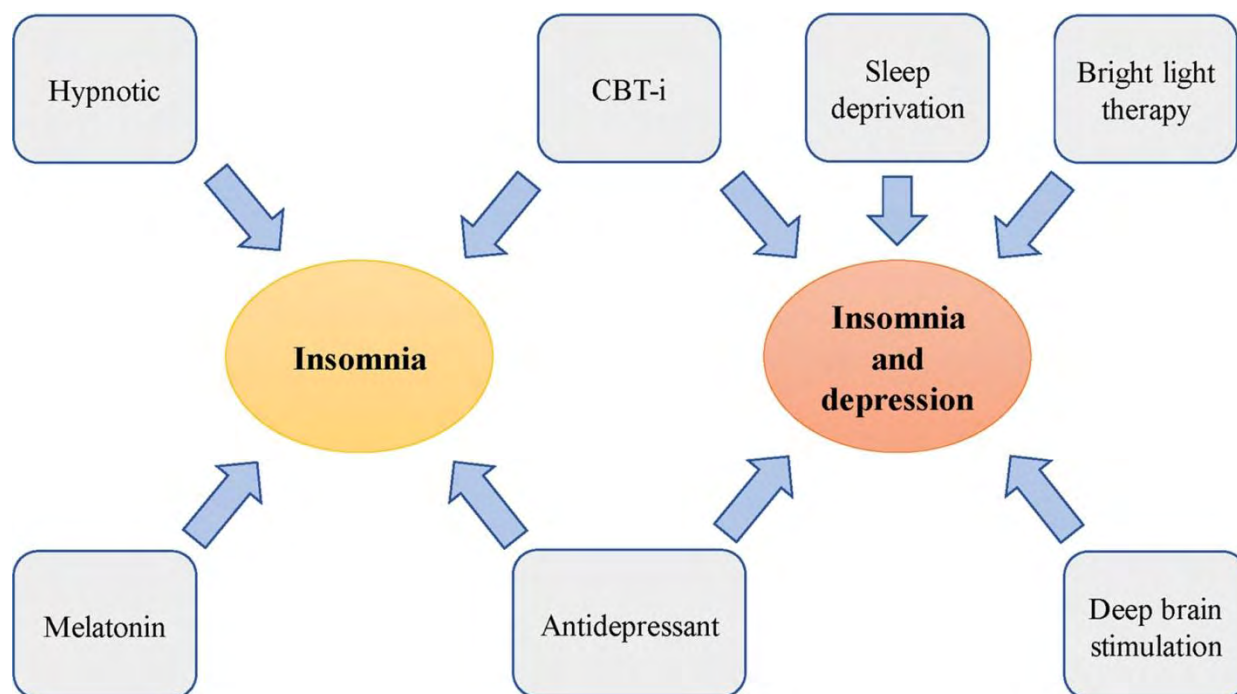 Hypnotic
CBT-i
Sleep
deprivation
Bright light
therapy
Insomnia
Insomnia
and
depression
Melatonin
Antidepressant
Deep brain
stimulation